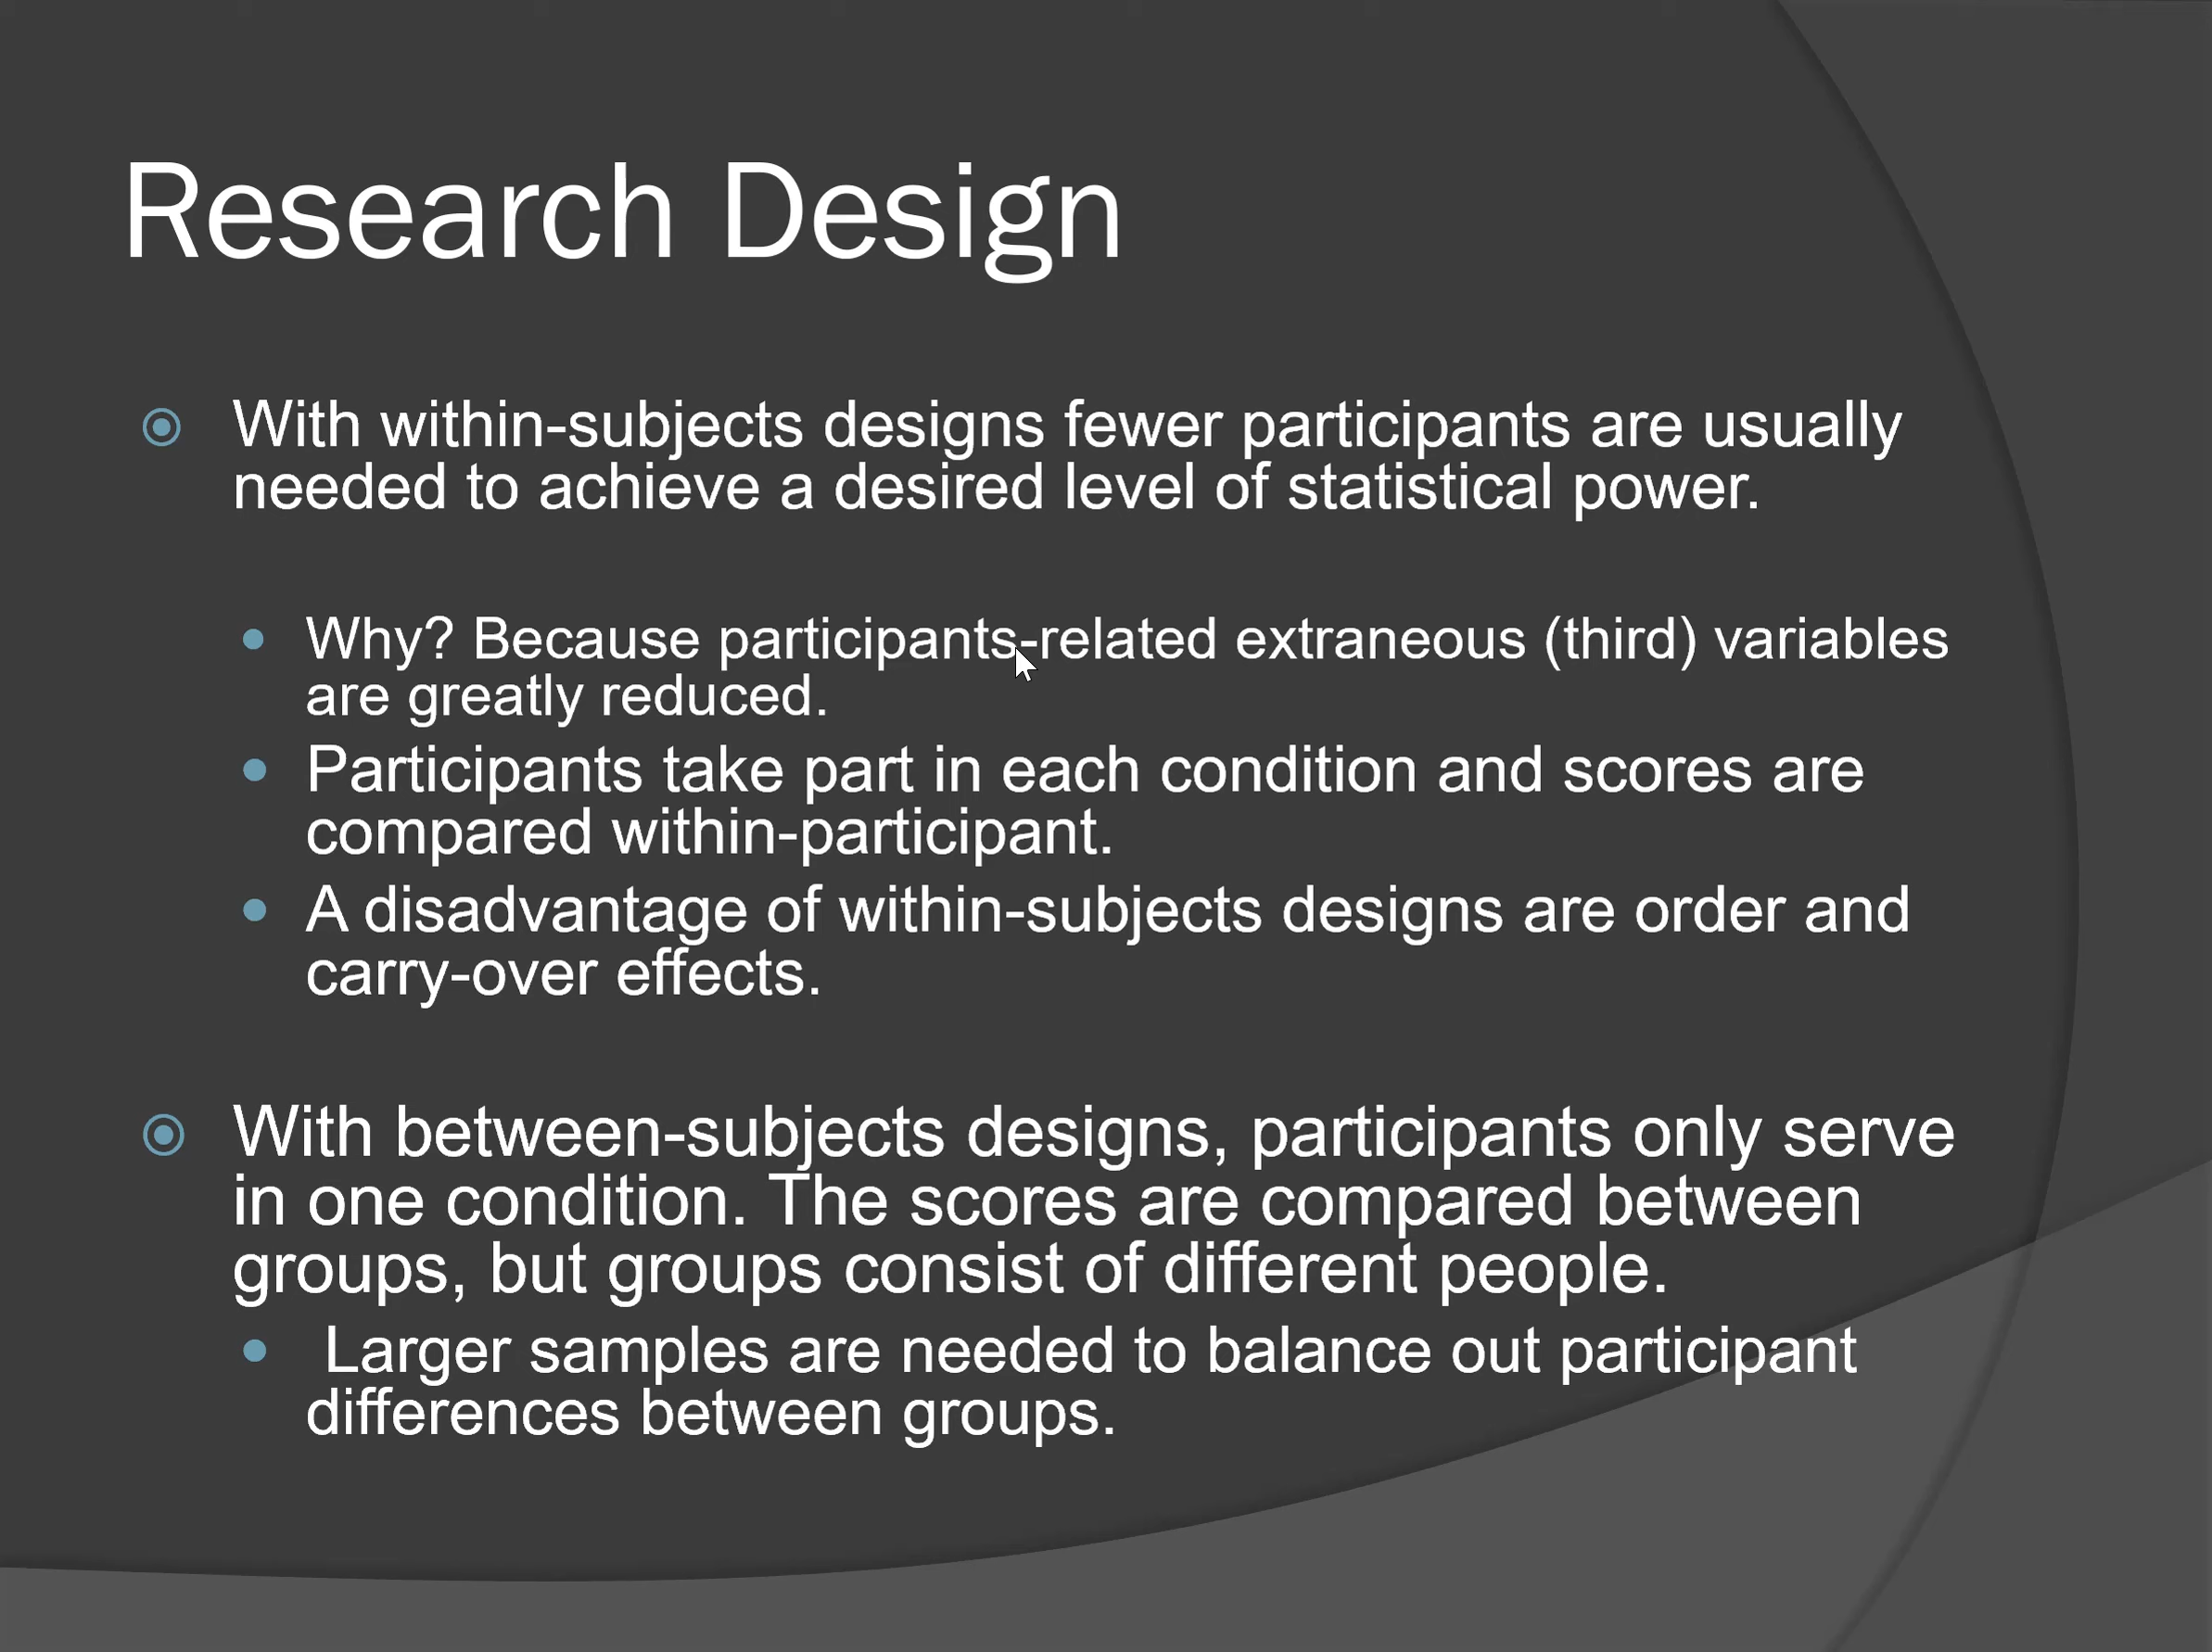 Research Design
With within-subjects designs fewer participants are usually
needed to achieve a desired level of statistical power.
Why? Because participants-related extraneous (third) variables
are greatly reduced.
Participants take part in each condition and scores are
compared within-participant.
A disadvantage of within-subjects designs are order and
carry-over effects.
With between-subjects designs, participants only serve
in one condition. The scores are compared between
groups, but groups consist of different people.
Larger samples are needed to balance out participant
differences between groups.